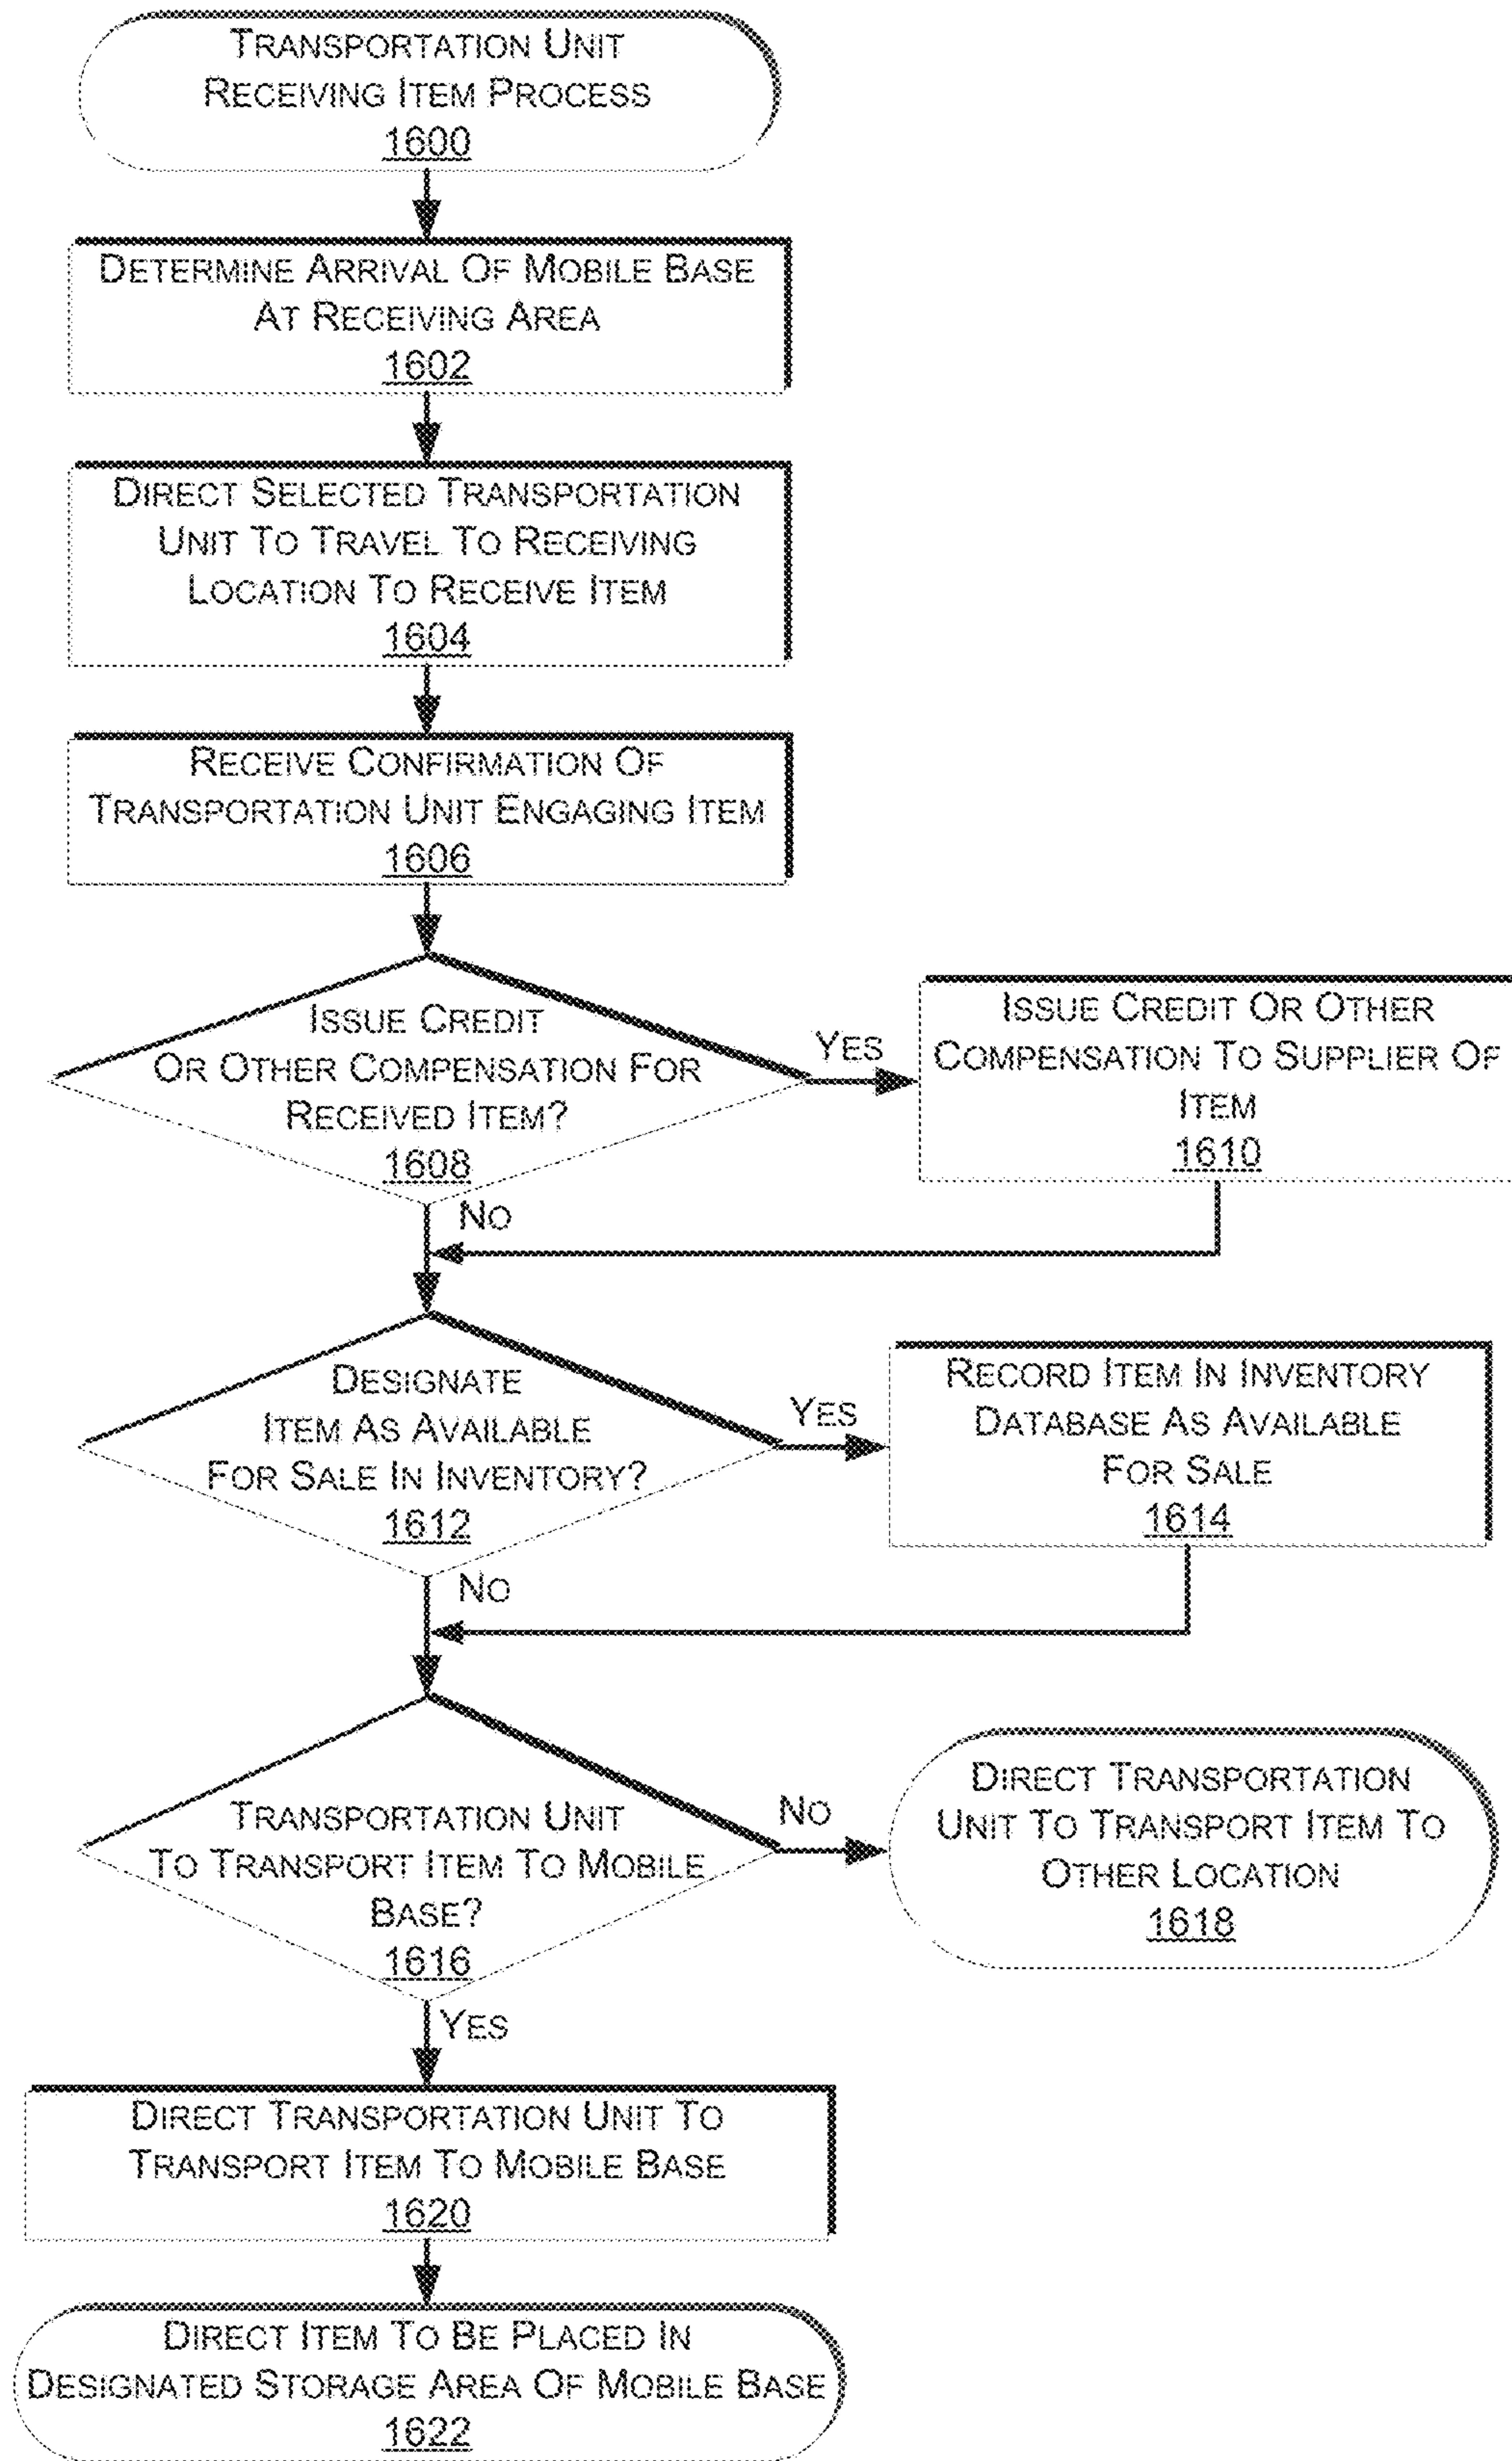 TRANSPORTATION UNIT
RECEIVING ITEM PROCESS
1600
DETERMINE ARRIVAL OF MOBILE BASE
AT RECEIVING AREA
1602
DIRECT SELECTED TRANSPORTATION
UNIT TO TRAVEL TO RECEIVING
LOCATION TO RECEIVE ITEM
1604
RECEIVE CONFIRMATION OF
TRANSPORTATION UNIT ENGAGING ITEM
1606
ISSUE CREDIT
OR OTHER COMPENSATION FOR
RECEIVED ITEM?
1608
YES
ISSUE CREDIT OR OTHER
COMPENSATION TO SUPPLIER OF
ITEM
1610
NO
DESIGNATE
ITEM AS AVAILABLE
FOR SALE IN INVENTORY?
1612
YES
RECORD ITEM IN INVENTORY
DATABASE AS AVAILABLE
FOR SALE
1614
NO
TRANSPORTATION UNIT
TO TRANSPORT ITEM TO MOBILE
BASE?
1616
NO
DIRECT TRANSPORTATION
UNIT TO TRANSPORT ITEM TO
OTHER LOCATION
1618
YES
DIRECT TRANSPORTATION UNIT TO
TRANSPORT ITEM TO MOBILE BASE
1620
DIRECT ITEM TO BE PLACED IN
DESIGNATED STORAGE AREA OF MOBILE BASE
1622